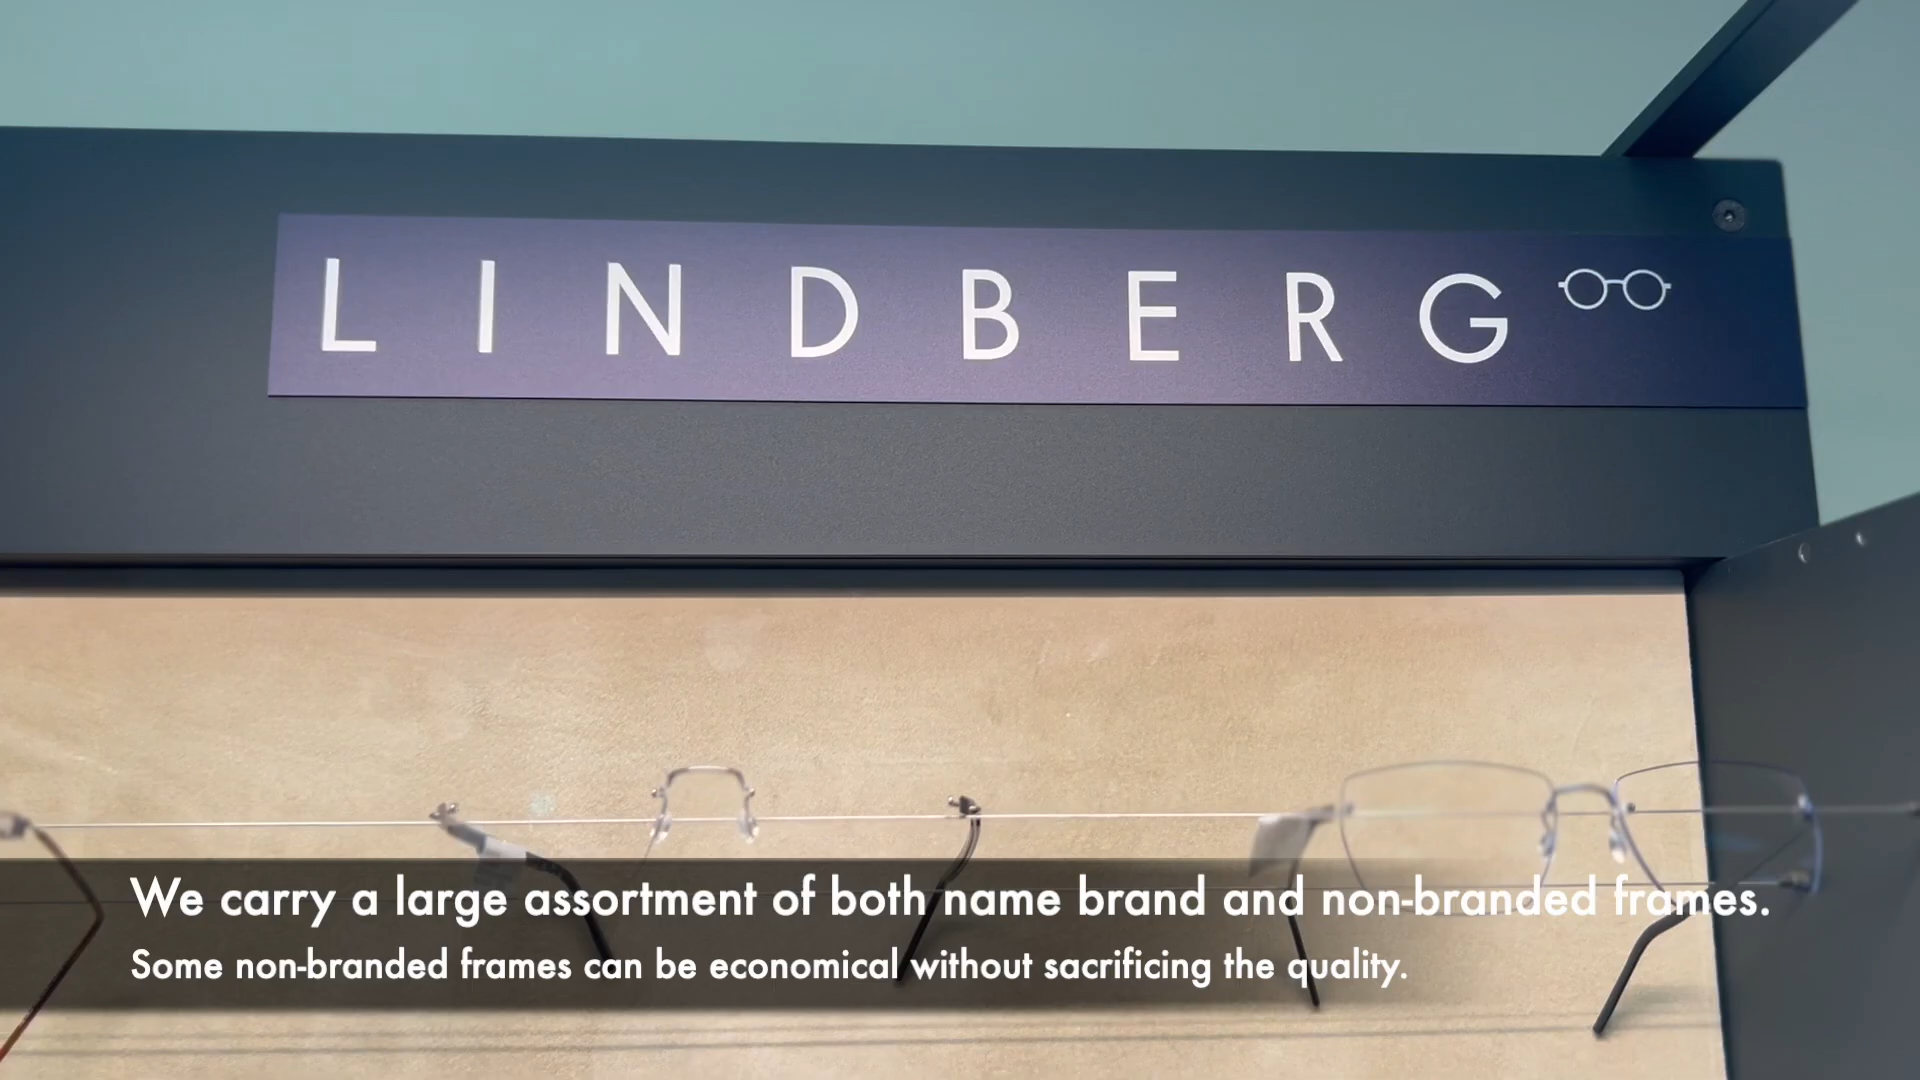 LINDBERG
We carry a large assortment of both name brand and non-branded frames.
Some non-branded frames can be economical without sacrificing the quality.